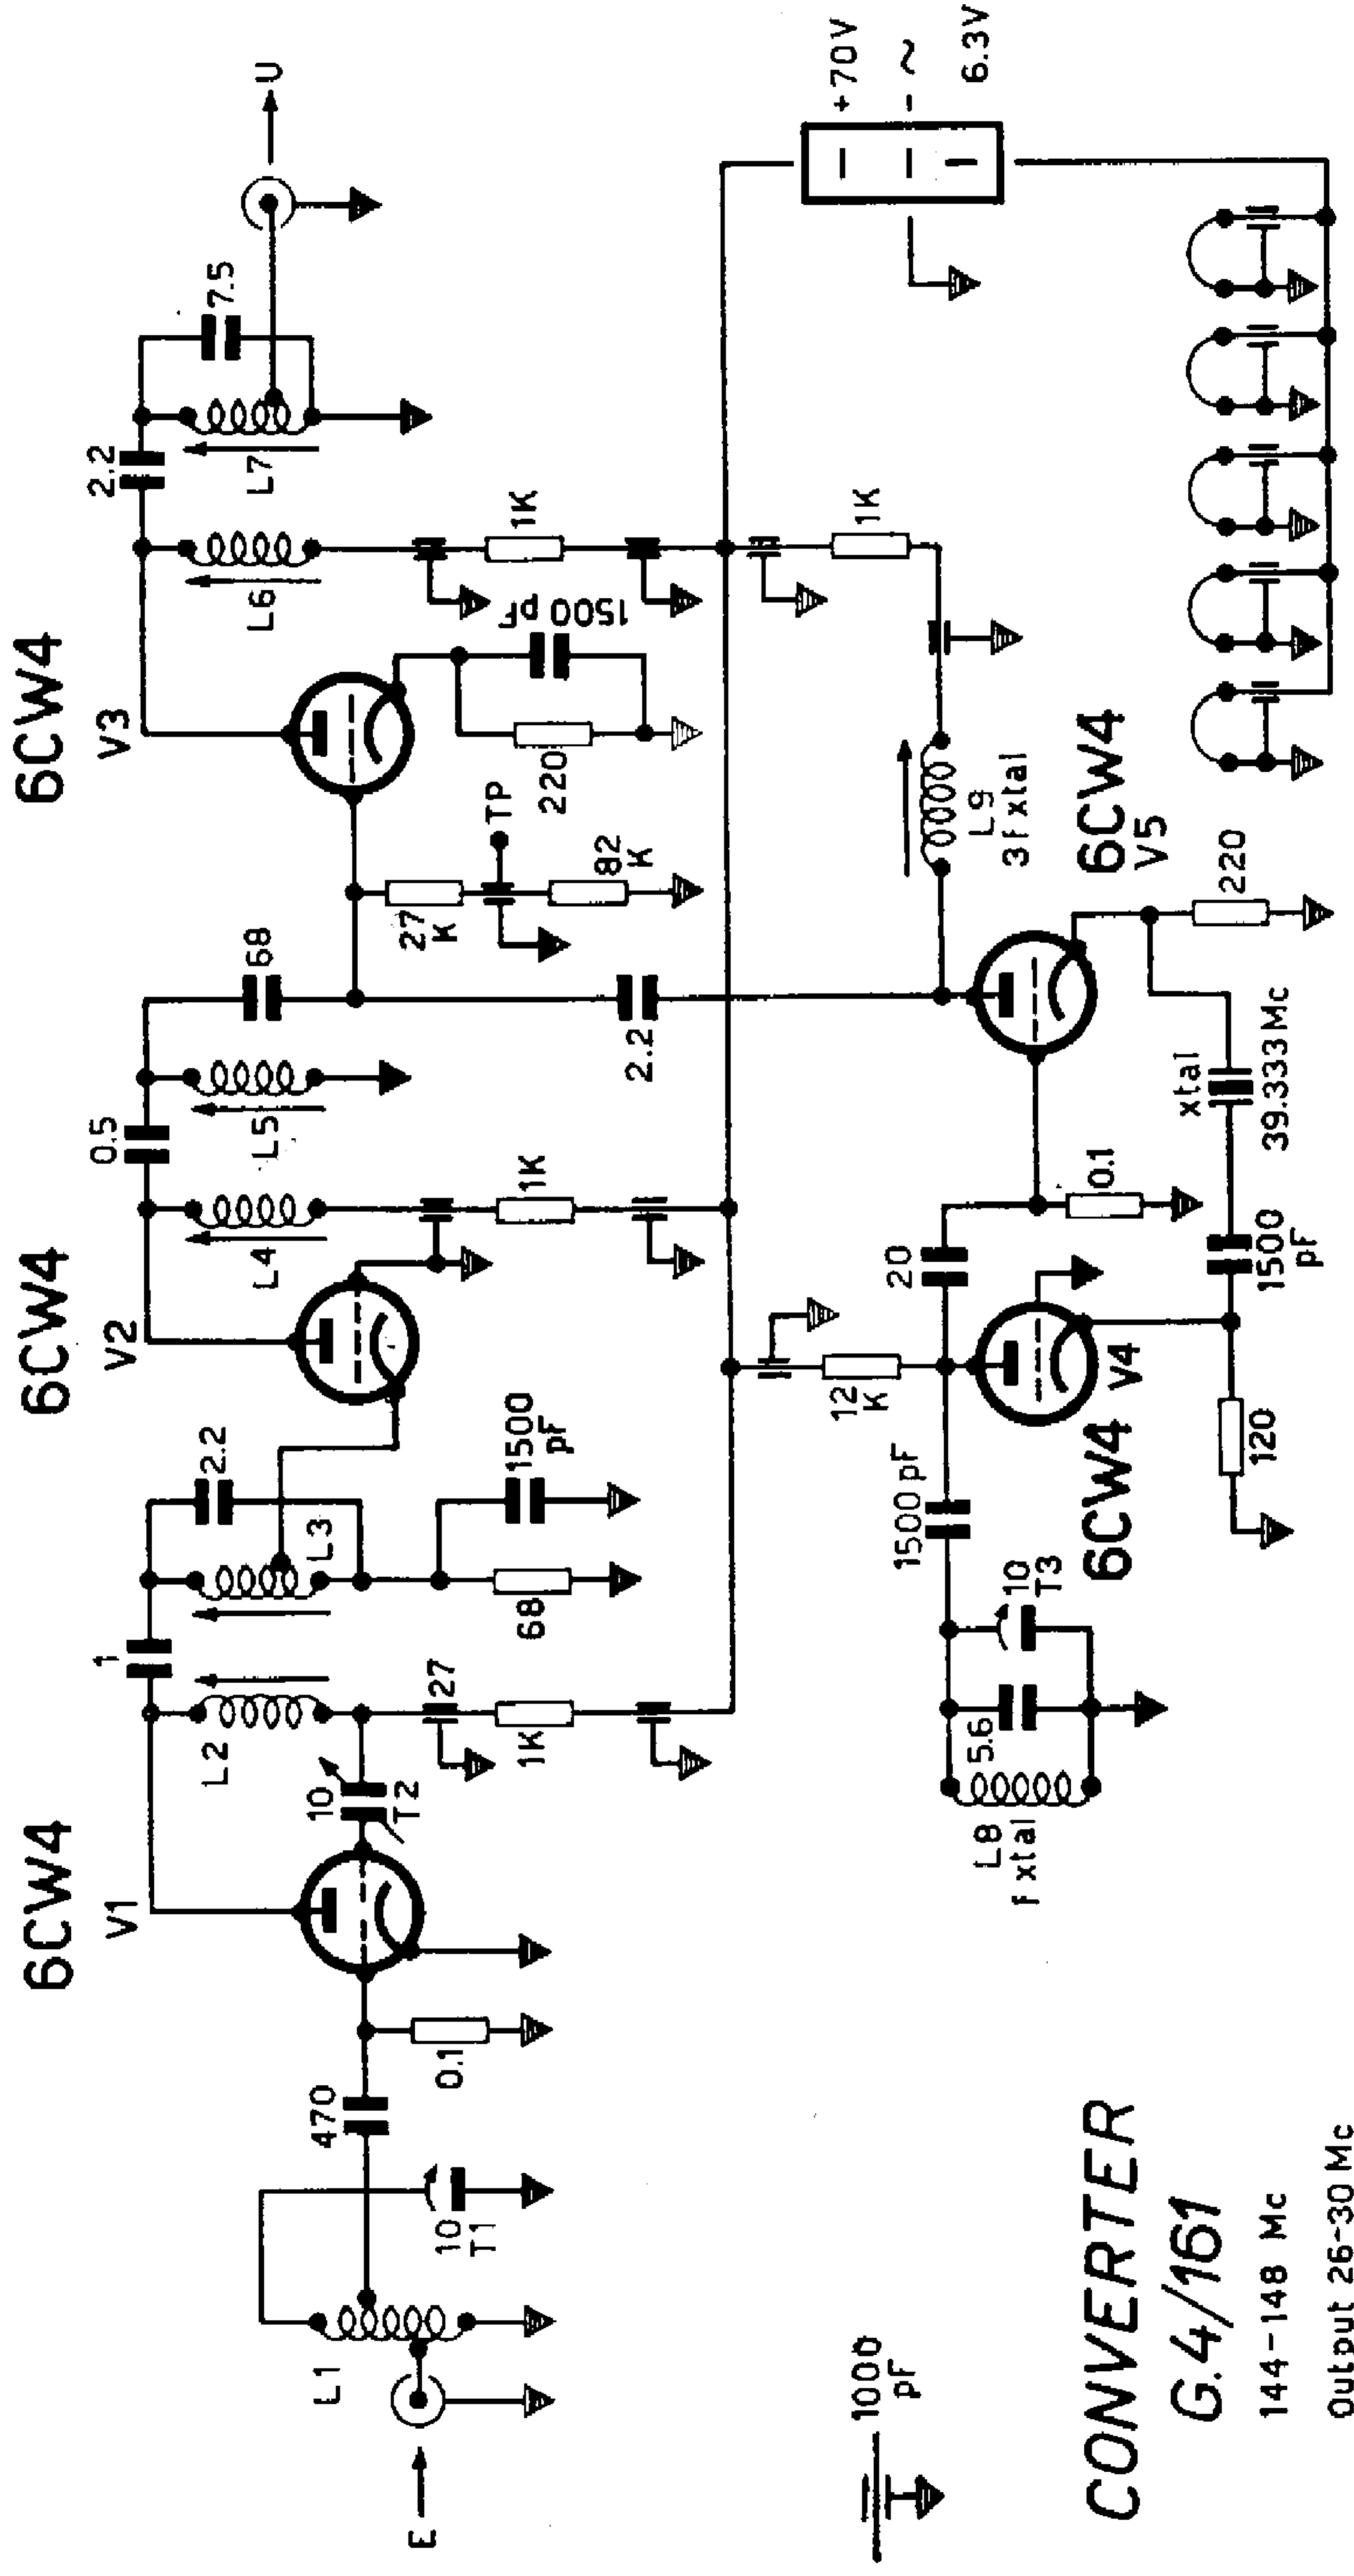 6CW4
V1
6CW4
V2
6CW4
V3
E
L1
10
T1
470
0.1
10
T2
L2
1
27
1K
L3
2.2
68
1500
pF
L4
0.5
L5
1K
68
2.2
27
K
TP
82
K
220
1500 pF
L6
2.2
L7
7.5
U
1K
1K
+70V
- ~
6.3V
L8
f xtal
5.6
10
T3
1500 pF
12
K
20
6CW4
V4
120
1500
pF
0.1
xtal
39.333 Mc
220
6CW4
V5
L9
3f xtal
1000
pF
CONVERTER
G.4/161
144-148 Mc
Output 26-30 Mc